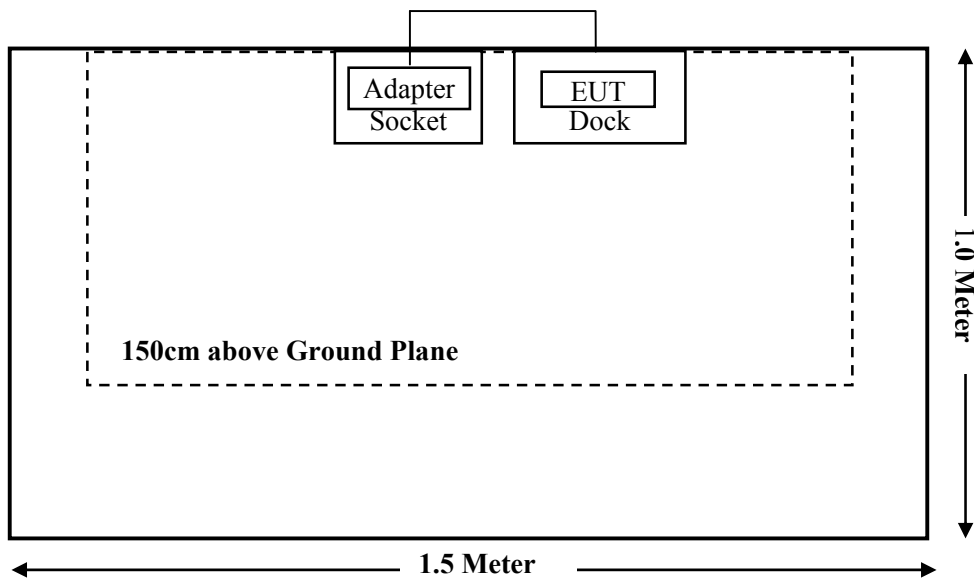 Adapter
Socket
EUT
Dock
1.0 Meter
150cm above Ground Plane
1.5 Meter